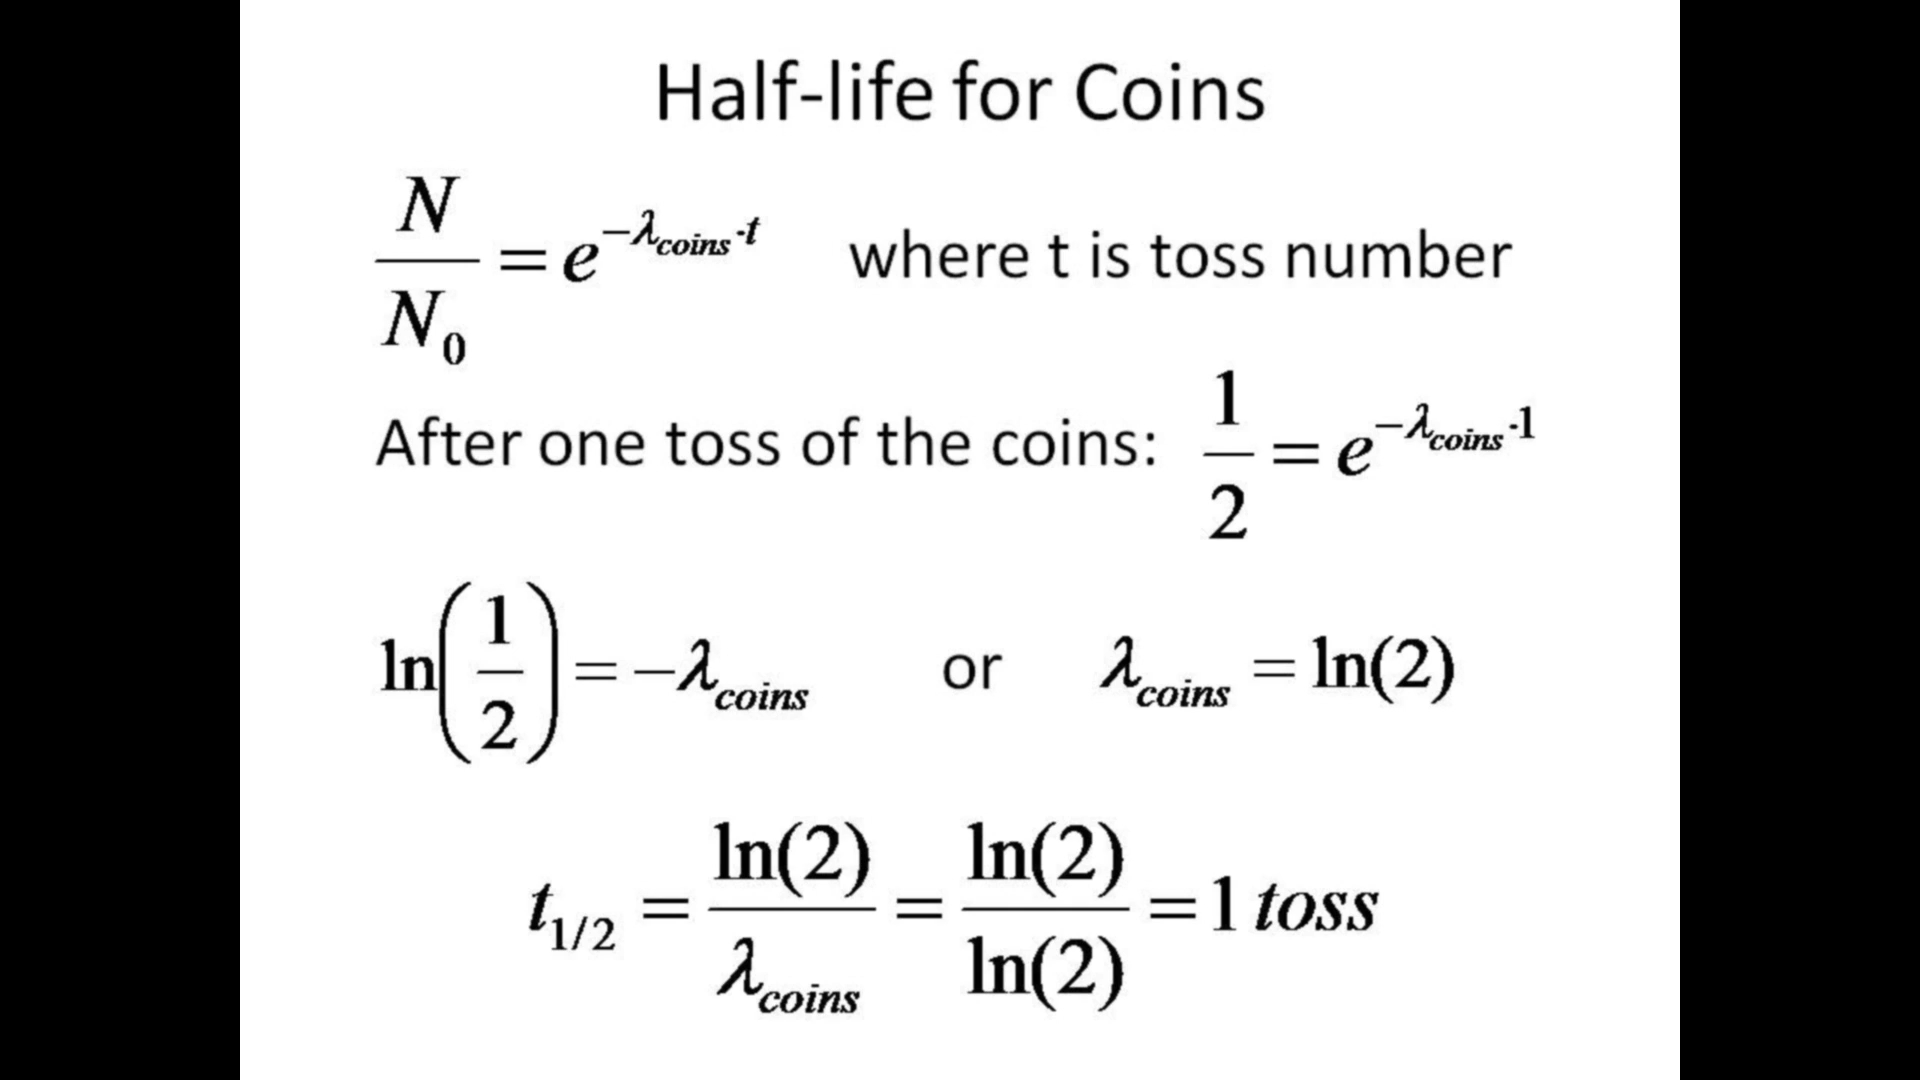 Half-life for Coins
N/N₀ = e^(−λ_coins·t) where t is toss number
After one toss of the coins: 1/2 = e^(−λ_coins·1)
ln(1/2) = −λ_coins or λ_coins = ln(2)
t_1/2 = ln(2)/λ_coins = ln(2)/ln(2) = 1 toss